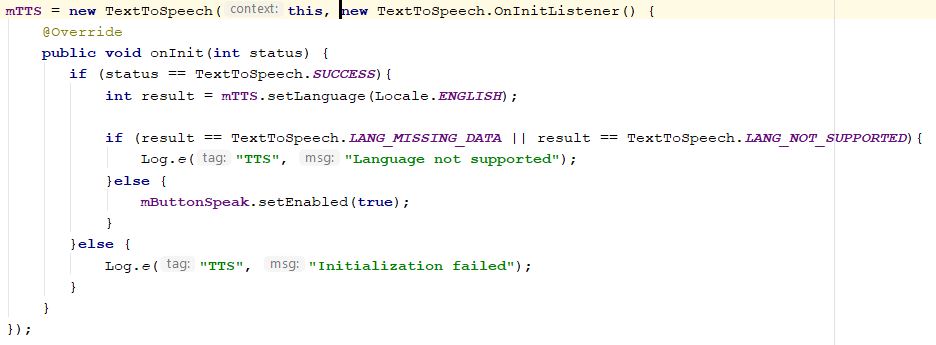 mTTS = new TextToSpeech( context: this, new TextToSpeech.OnInitListener() {
@Override
public void onInit(int status) {
if (status == TextToSpeech.SUCCESS){
int result = mTTS.setLanguage(Locale.ENGLISH);
if (result == TextToSpeech.LANG_MISSING_DATA || result == TextToSpeech.LANG_NOT_SUPPORTED){
Log.e( tag: "TTS", msg: "Language not supported");
}else {
mButtonSpeak.setEnabled(true);
}
}else {
Log.e( tag: "TTS", msg: "Initialization failed");
}
}
});